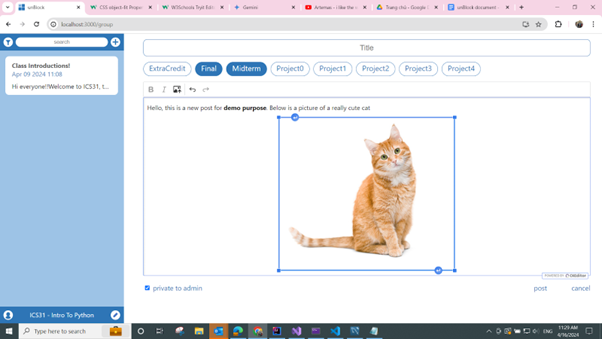 unBlock
CSS object-fit Propert
W3Schools Tryit Editor
Gemini
Artemas – i like the w
Trang chủ - Google D
unBlock document -
localhost:3000/group
search
Title
Class Introductions!
Apr 09 2024 11:08
Hi everyone!!Welcome to ICS31, t...
ExtraCredit Final Midterm Project0 Project1 Project2 Project3 Project4
B I
Hello, this is a new post for demo purpose. Below is a picture of a really cute cat
POWERED BY CKEditor
private to admin post cancel
ICS31 - Intro To Python
Type here to search
ENG
11:29 AM
4/16/2024